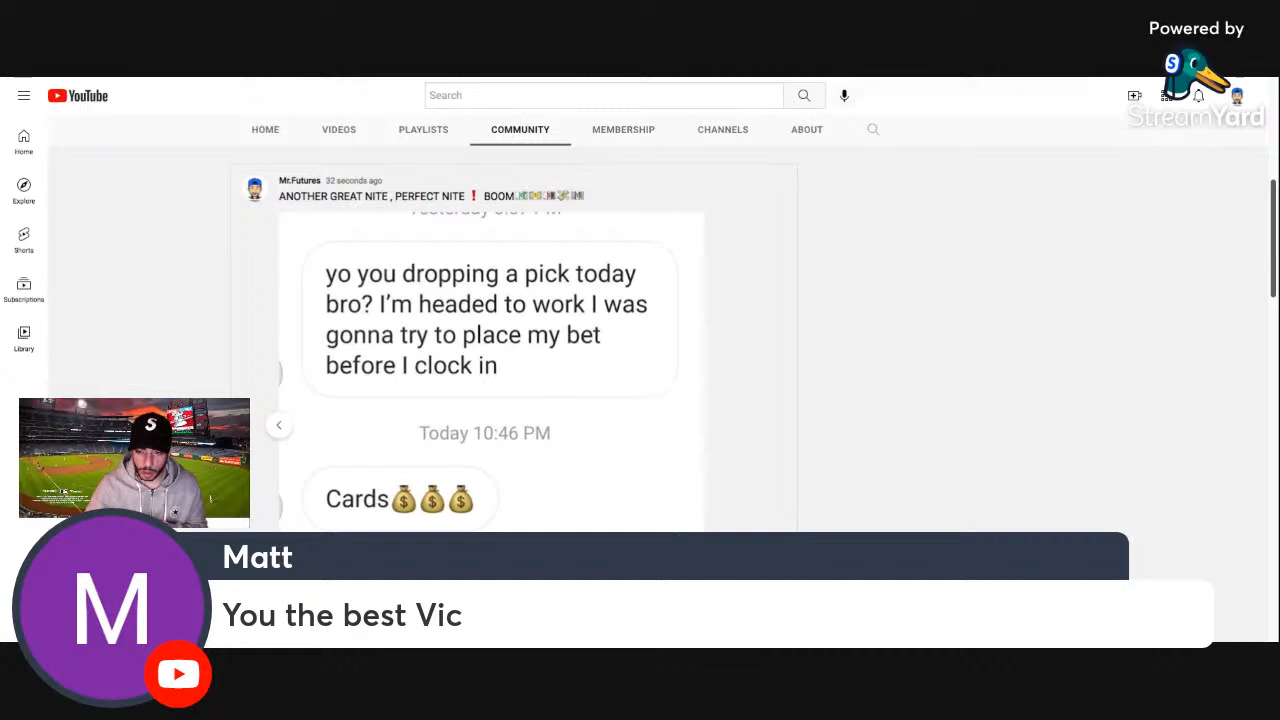 Powered by
StreamYard
YouTube
Search
HOME
VIDEOS
PLAYLISTS
COMMUNITY
MEMBERSHIP
CHANNELS
ABOUT
Home
Explore
Shorts
Subscriptions
Library
Mr.Futures 32 seconds ago
ANOTHER GREAT NITE , PERFECT NITE ❗ BOOM
yo you dropping a pick today
bro? I’m headed to work I was
gonna try to place my bet
before I clock in
Today 10:46 PM
Cards💰💰💰
Matt
M
You the best Vic